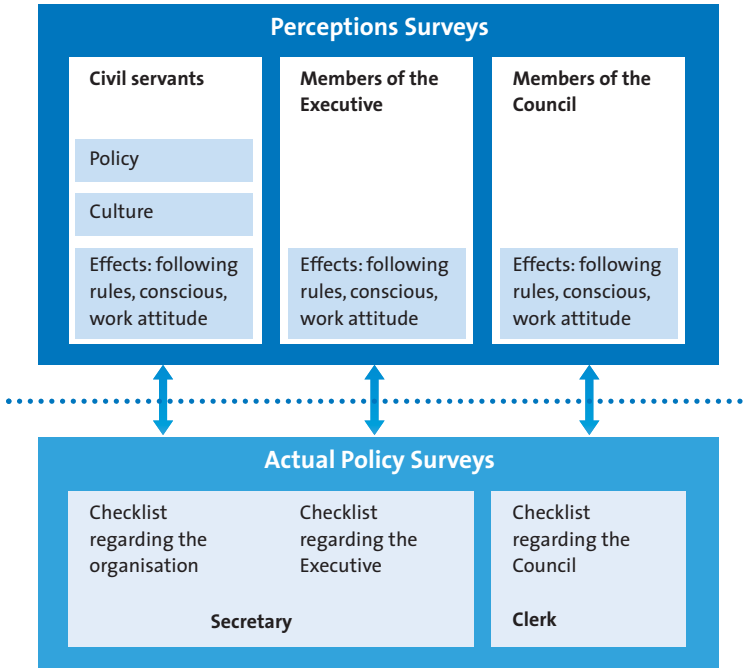 Perceptions Surveys
Civil servants
Policy
Culture
Effects: following
rules, conscious,
work attitude
Members of the
Executive
Effects: following
rules, conscious,
work attitude
Members of the
Council
Effects: following
rules, conscious,
work attitude
Actual Policy Surveys
Checklist
regarding the
organisation
Checklist
regarding the
Executive
Secretary
Checklist
regarding the
Council
Clerk